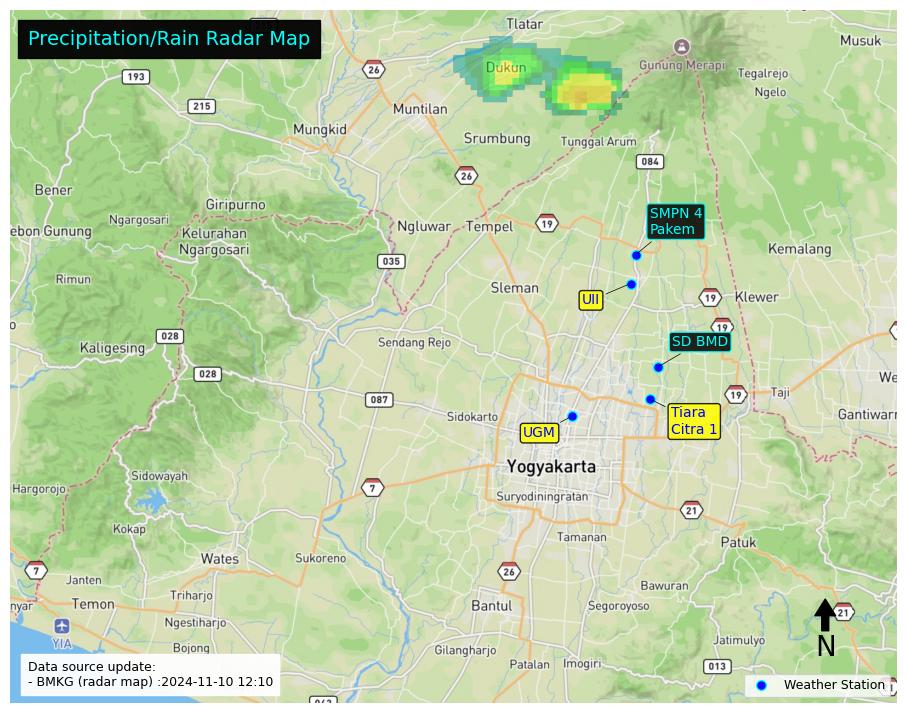 Precipitation/Rain Radar Map
Tlatar
Musuk
26
193
Dukun
Gunung Merapi
Tegalrejo
Ngelo
215
Muntilan
Mungkid
Srumbung
Tunggal Arum
084
26
Bener
Giripurno
Ngargosari
SMPN 4
Pakem
ebon Gunung
Kelurahan
Ngargosari
Ngluwar
Tempel
19
Kemalang
035
Rimun
Sleman
UII
19
Klewer
028
19
Kaligesing
Sendang Rejo
SD BMD
028
We
087
19
Taji
Sidokarto
Tiara
Citra 1
Gantiwarn
UGM
Yogyakarta
Sidowayah
Hargorojo
7
Suryodiningratan
21
Kokap
Tamanan
Patuk
Wates
Sukoreno
7
26
Janten
Bawuran
Triharjo
nyar
Temon
Bantul
Segoroyoso
21
Ngestiharjo
YIA
Jatimulyo
N
Bojong
Gilangharjo
Patalan
Imogiri
013
Data source update:
- BMKG (radar map) :2024-11-10 12:10
Weather Station